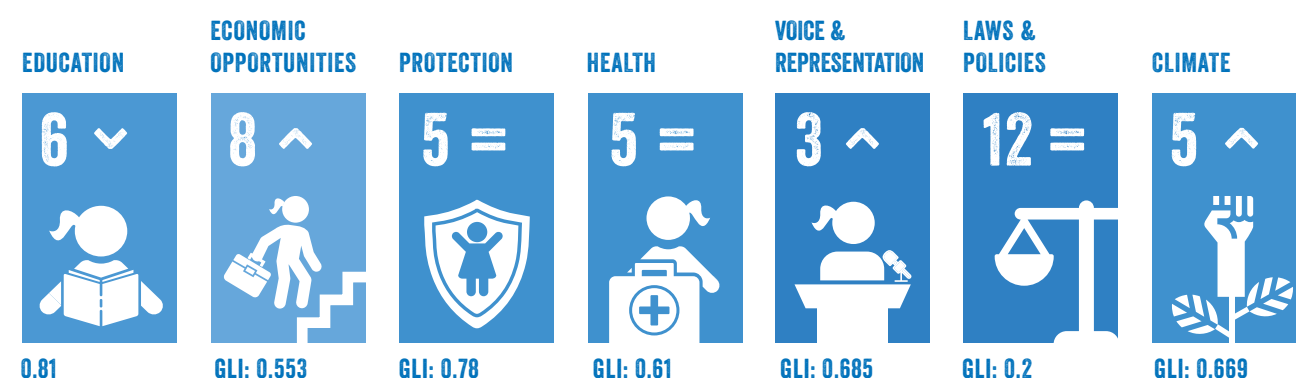 EDUCATION
6
0.81
ECONOMIC
OPPORTUNITIES
8
GLI: 0.553
PROTECTION
5 =
GLI: 0.78
HEALTH
5 =
GLI: 0.61
VOICE &
REPRESENTATION
3
GLI: 0.685
LAWS &
POLICIES
12 =
GLI: 0.2
CLIMATE
5
GLI: 0.669